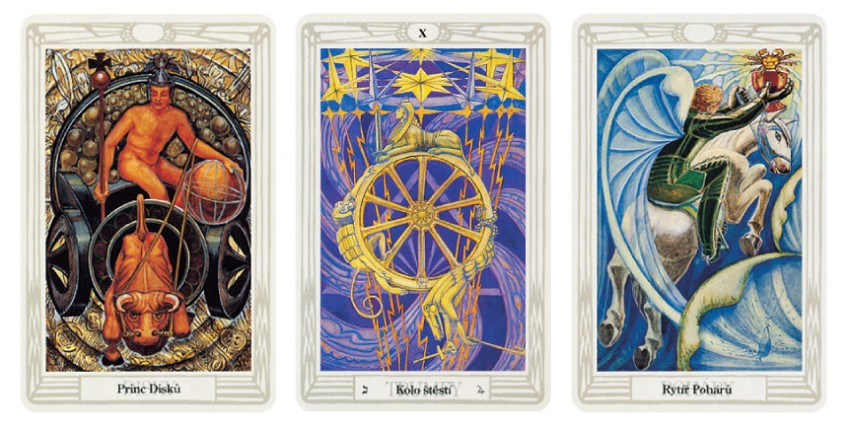 Princ Disků
X
כ Kolo štěstí ♃
Rytíř Pohárů